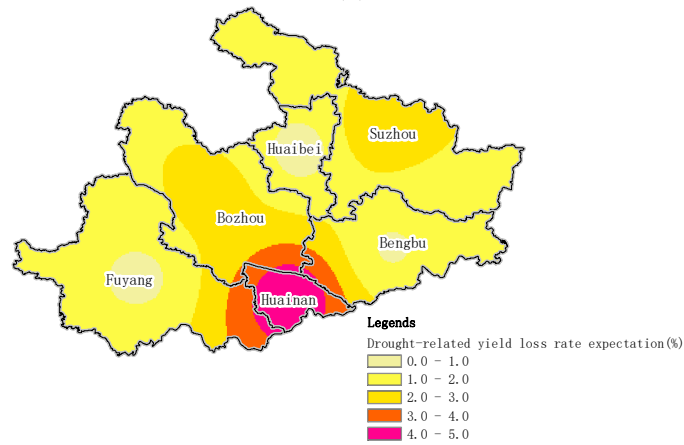 Suzhou
Huaibei
Bozhou
Bengbu
Fuyang
Huainan
Legends
Drought-related yield loss rate expectation(%)
0.0 - 1.0
1.0 - 2.0
2.0 - 3.0
3.0 - 4.0
4.0 - 5.0